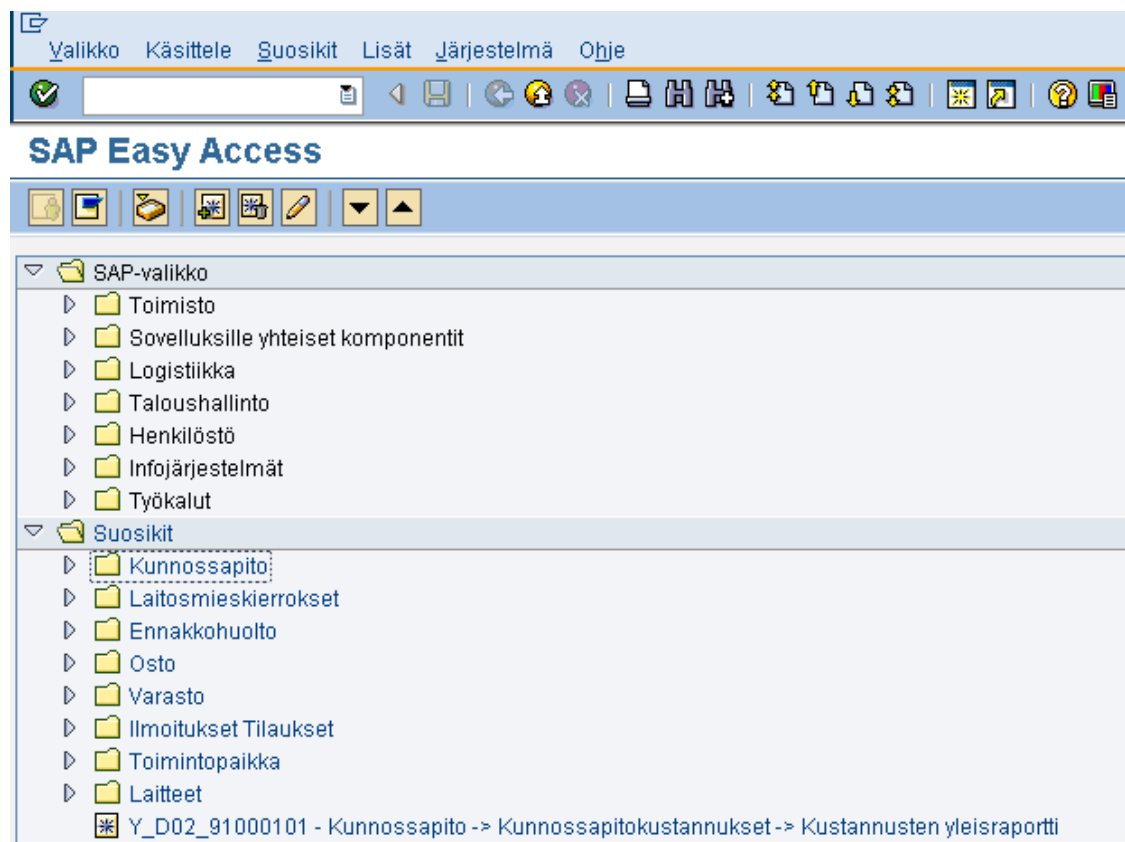 Valikko Käsittele Suosikit Lisät Järjestelmä Ohje
SAP Easy Access
SAP-valikko
Toimisto
Sovelluksille yhteiset komponentit
Logistiikka
Taloushallinto
Henkilöstö
Infojärjestelmät
Työkalut
Suosikit
Kunnossapito
Laitosmieskierrokset
Ennakkohuolto
Osto
Varasto
Ilmoitukset Tilaukset
Toimintopaikka
Laitteet
Y_D02_91000101 - Kunnossapito -> Kunnossapitokustannukset -> Kustannusten yleisraportti